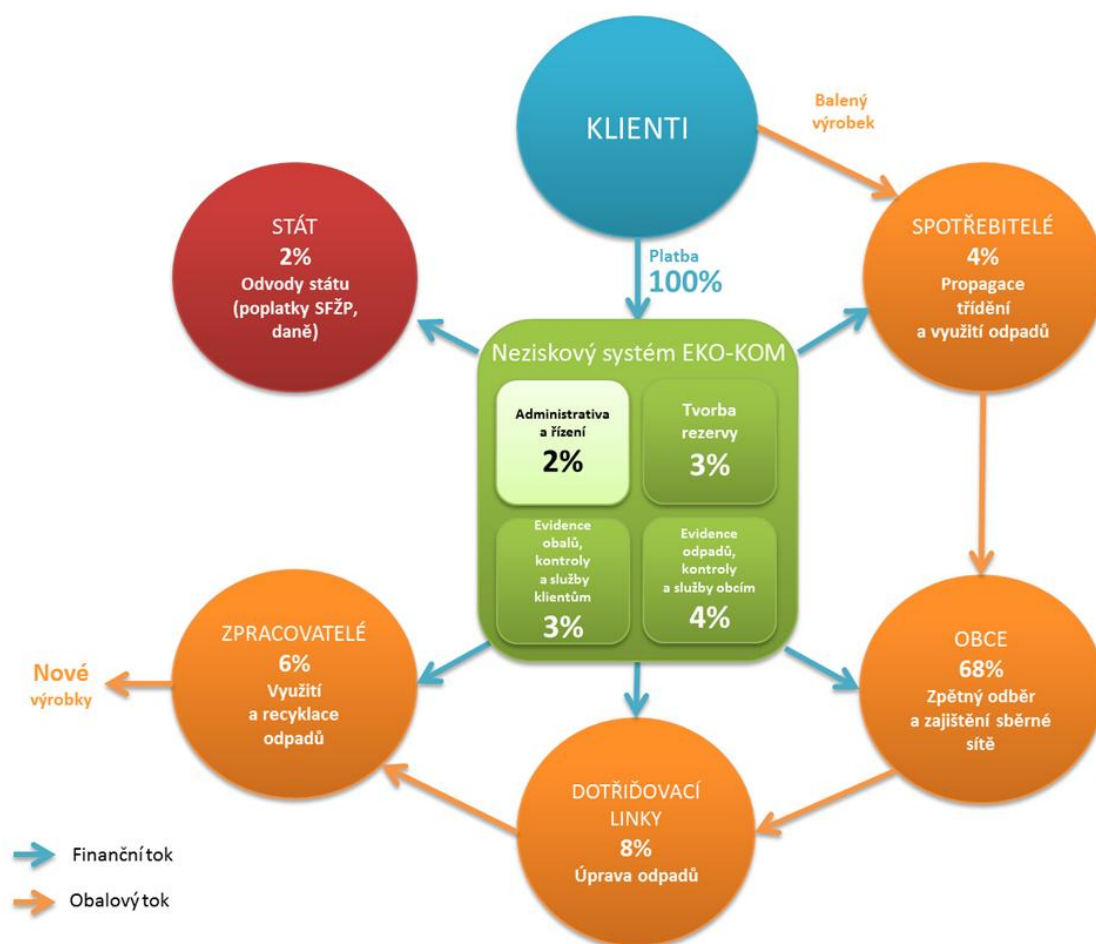 KLIENTI
Balený
výrobek
STÁT
2%
Odvody státu
(poplatky SFŽP,
daně)
Platba
100%
SPOTŘEBITELÉ
4%
Propagace
třídění
a využití odpadů
Neziskový systém EKO-KOM
Administrativa
a řízení
2%
Tvorba
rezervy
3%
Evidence
obalů,
kontroly
a služby
klientům
3%
Evidence
odpadů,
kontroly
a služby obcím
4%
ZPRACOVATELÉ
6%
Využití
a recyklace
odpadů
Nové
výrobky
OBCE
68%
Zpětný odběr
a zajištění sběrné
sítě
DOTŘIĎOVACÍ
LINKY
8%
Úprava odpadů
Finanční tok
Obalový tok